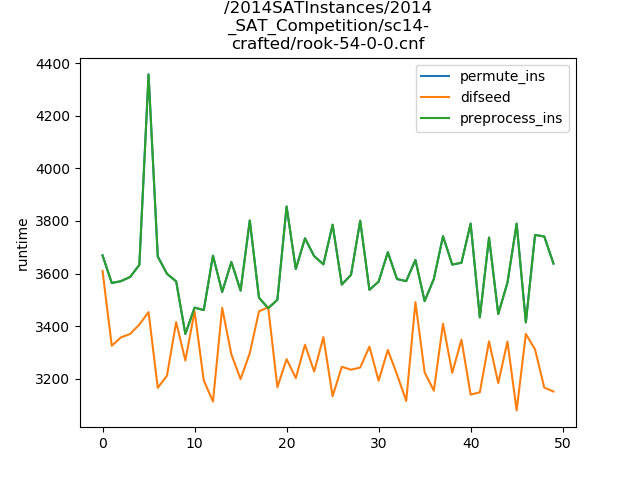 /2014SATInstances/2014
_SAT_Competition/sc14-
crafted/rook-54-0-0.cnf
permute_ins
difseed
preprocess_ins
runtime
4400
4200
4000
3800
3600
3400
3200
0
10
20
30
40
50